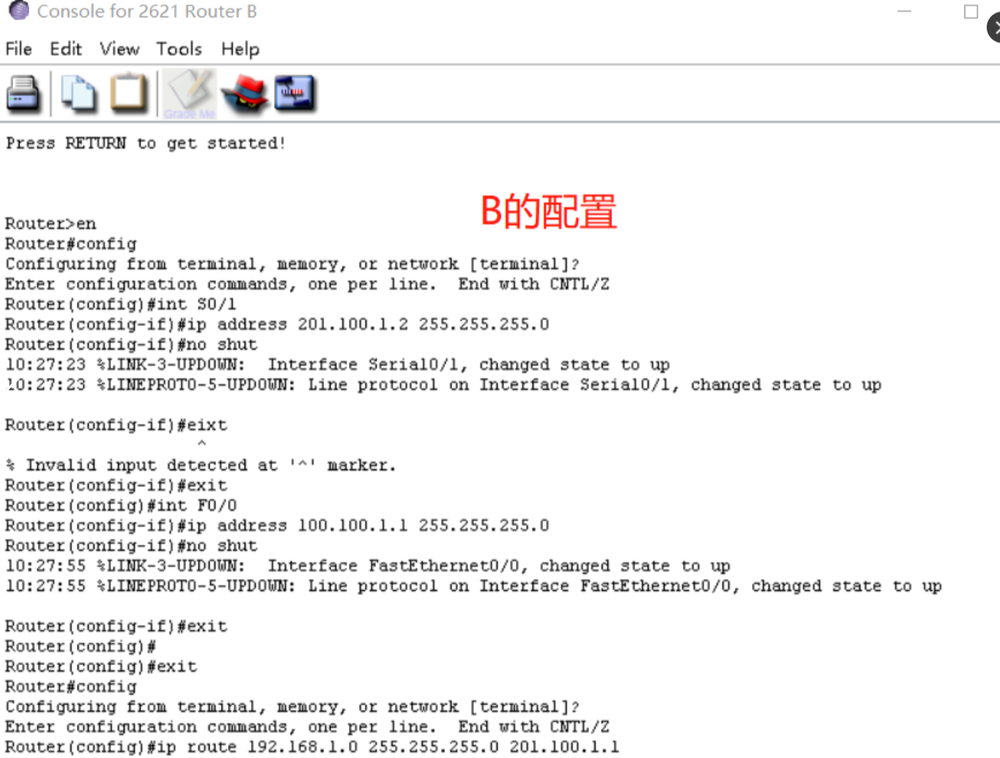 Console for 2621 Router B
File Edit View Tools Help
Grade Me
Press RETURN to get started!
B的配置
Router>en
Router#config
Configuring from terminal, memory, or network [terminal]?
Enter configuration commands, one per line.  End with CNTL/Z
Router(config)#int S0/1
Router(config-if)#ip address 201.100.1.2 255.255.255.0
Router(config-if)#no shut
10:27:23 %LINK-3-UPDOWN:  Interface Serial0/1, changed state to up
10:27:23 %LINEPROTO-5-UPDOWN: Line protocol on Interface Serial0/1, changed state to up
Router(config-if)#eixt
^
% Invalid input detected at '^' marker.
Router(config-if)#exit
Router(config)#int F0/0
Router(config-if)#ip address 100.100.1.1 255.255.255.0
Router(config-if)#no shut
10:27:55 %LINK-3-UPDOWN:  Interface FastEthernet0/0, changed state to up
10:27:55 %LINEPROTO-5-UPDOWN: Line protocol on Interface FastEthernet0/0, changed state to up
Router(config-if)#exit
Router(config)#
Router(config)#exit
Router#config
Configuring from terminal, memory, or network [terminal]?
Enter configuration commands, one per line.  End with CNTL/Z
Router(config)#ip route 192.168.1.0 255.255.255.0 201.100.1.1